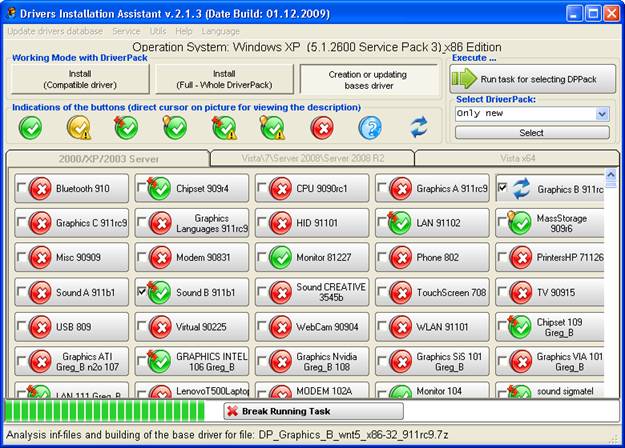 Drivers Installation Assistant v.2.1.3 (Date Build: 01.12.2009)
Update drivers database Service Utils Help Language
Operation System: Windows XP (5.1.2600 Service Pack 3)_x86 Edition
Working Mode with DriverPack
Install (Compatible driver)
Install (Full - Whole DriverPack)
Creation or updating bases driver
Execute ...
Run task for selecting DPPack
Indications of the buttons (direct cursor on picture for viewing the description)
Select DriverPack:
Only new
Select
2000/XP/2003 Server
Vista\7\Server 2008\Server 2008 R2
Vista x64
Bluetooth 910
Chipset 909r4
CPU 9090rc1
Graphics A 911rc9
Graphics B 911rc
Graphics C 911rc9
Graphics Languages 911rc9
HID 91101
LAN 91102
MassStorage 909r6
Misc 90909
Modem 90831
Monitor 81227
Phone 802
PrintersHP 71126
Sound A 911b1
Sound B 911b1
Sound CREATIVE 3545b
TouchScreen 708
TV 90915
USB 809
Virtual 90225
WebCam 90904
WLAN 91101
Chipset 109 Greg_B
Graphics ATI Greg_B n2o 107
GRAPHICS INTEL 106 Greg_B
Graphics Nvidia Greg_B 108
Graphics SiS 101 Greg_B
Graphics VIA 101 Greg_B
LAN 111 Greg_B
LenovoT500Laptop
MODEM 102A
Monitor 104
sound sigmatel
Break Running Task
Analysis inf-files and building of the base driver for file: DP_Graphics_B_wnt5_x86-32_911rc9.7z